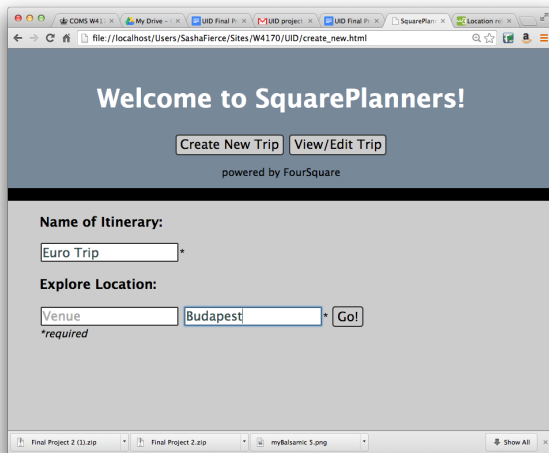 COMS W41
My Drive -
UID Final P
UID project
UID Final P
SquarePlann
Location re
file://localhost/Users/SashaFierce/Sites/W4170/UID/create_new.html
Welcome to SquarePlanners!
Create New Trip View/Edit Trip
powered by FourSquare
Name of Itinerary:
Euro Trip *
Explore Location:
Venue Budapest * Go!
*required
Final Project 2 (1).zip Final Project 2.zip myBalsamic 5.png Show All